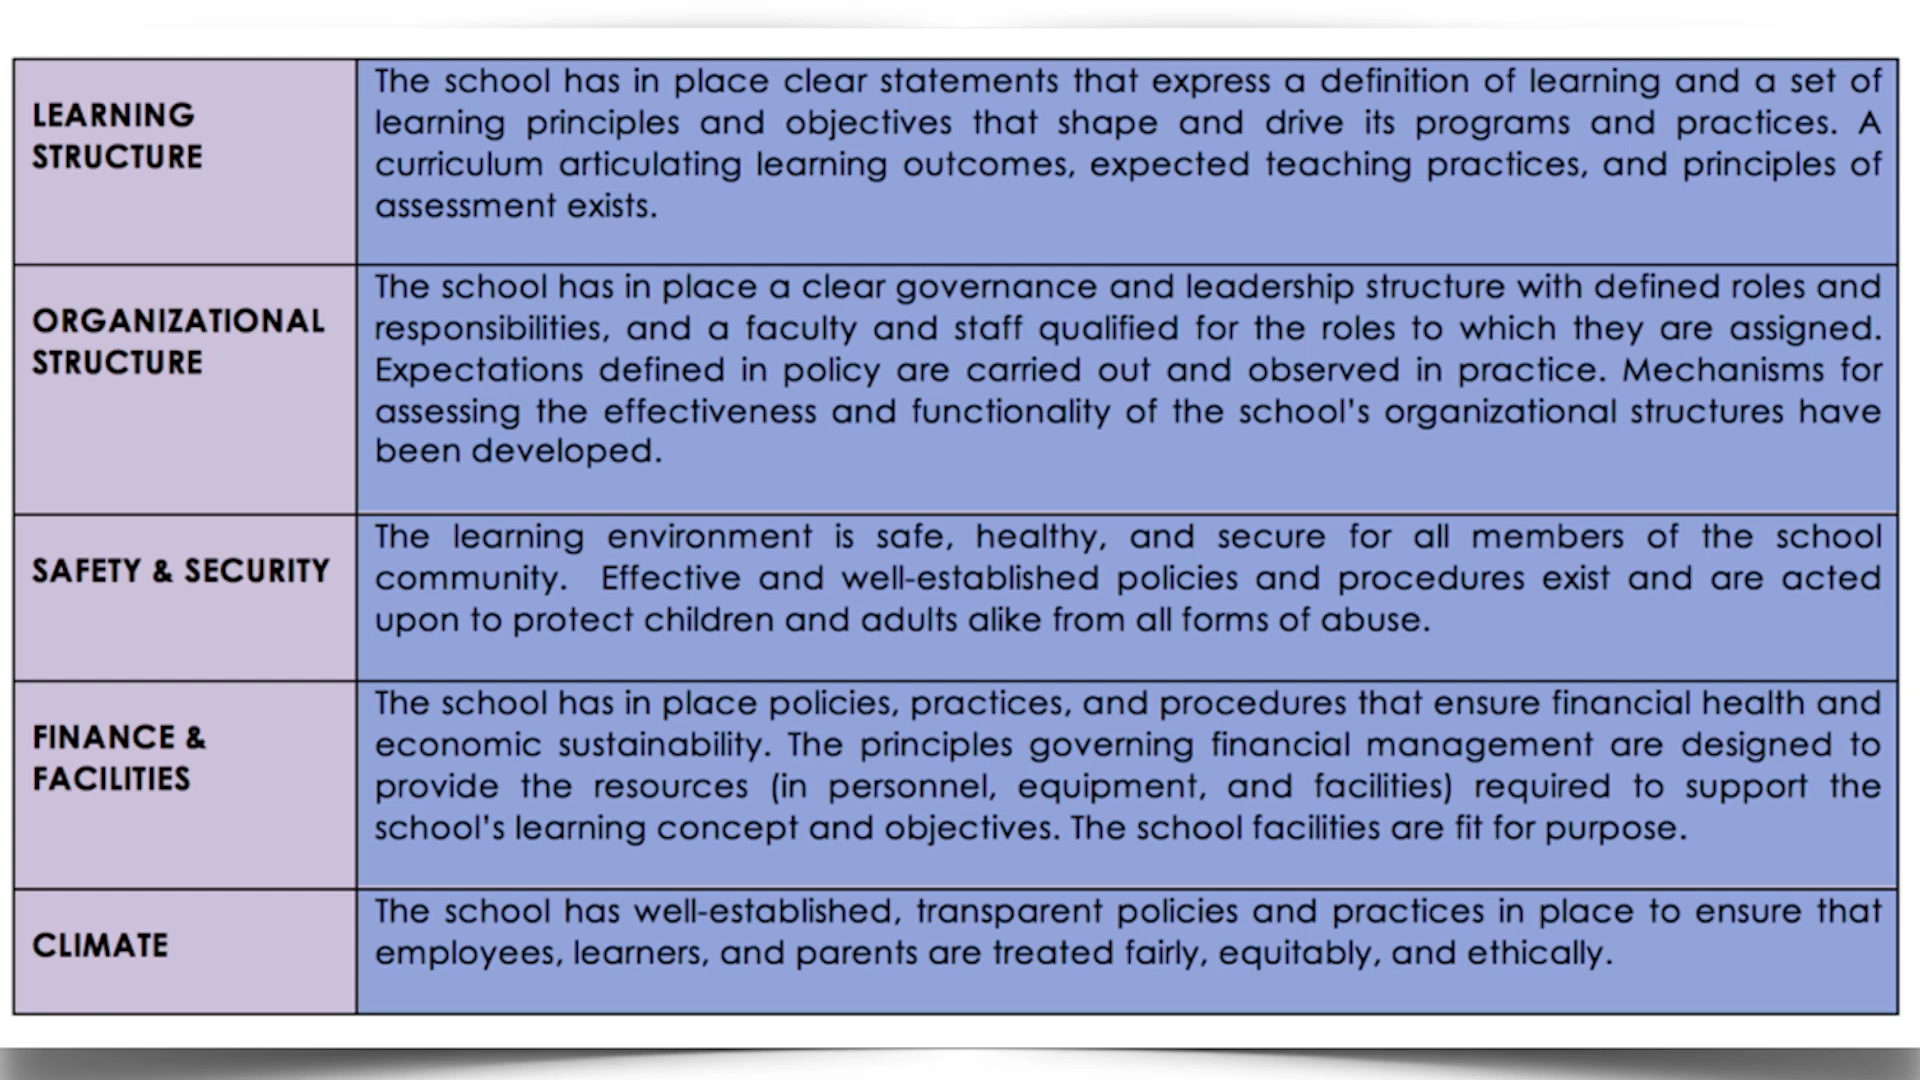 LEARNING
STRUCTURE
The school has in place clear statements that express a definition of learning and a set of
learning principles and objectives that shape and drive its programs and practices. A
curriculum articulating learning outcomes, expected teaching practices, and principles of
assessment exists.
ORGANIZATIONAL
STRUCTURE
The school has in place a clear governance and leadership structure with defined roles and
responsibilities, and a faculty and staff qualified for the roles to which they are assigned.
Expectations defined in policy are carried out and observed in practice. Mechanisms for
assessing the effectiveness and functionality of the school’s organizational structures have
been developed.
SAFETY & SECURITY
The learning environment is safe, healthy, and secure for all members of the school
community. Effective and well-established policies and procedures exist and are acted
upon to protect children and adults alike from all forms of abuse.
FINANCE &
FACILITIES
The school has in place policies, practices, and procedures that ensure financial health and
economic sustainability. The principles governing financial management are designed to
provide the resources (in personnel, equipment, and facilities) required to support the
school’s learning concept and objectives. The school facilities are fit for purpose.
CLIMATE
The school has well-established, transparent policies and practices in place to ensure that
employees, learners, and parents are treated fairly, equitably, and ethically.